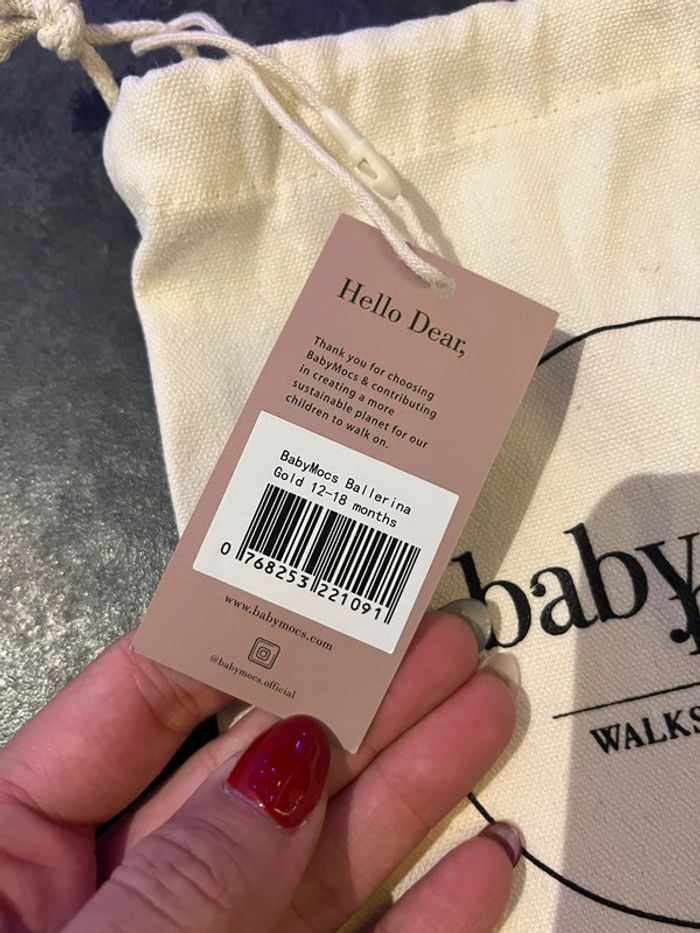 Hello Dear,
Thank you for choosing
BabyMocs & contributing
in creating a more
sustainable planet for our
children to walk on.
BabyMocs Ballerina
Gold 12-18 months
0 768253 221091
www.babymocs.com
@babymocs.official
baby
WALKS